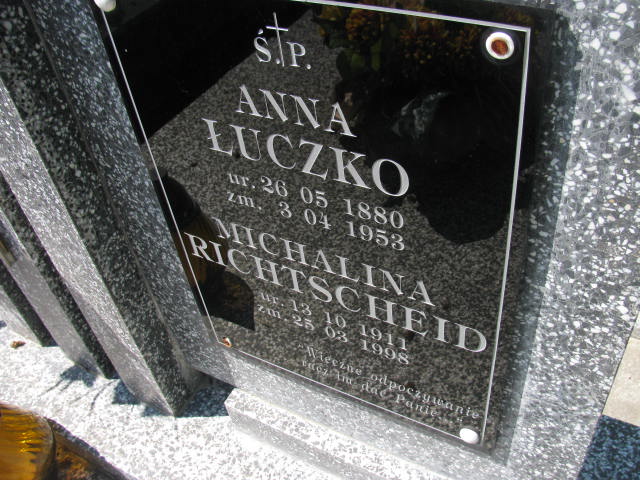 Ś.†P.
ANNA
ŁUCZKO
ur. 26 05 1880
zm. 3 04 1953
MICHALINA
RICHTSCHEID
ur. 13 10 1911
zm. 25 03 1998
Wieczne odpoczywanie
racz im dać Panie